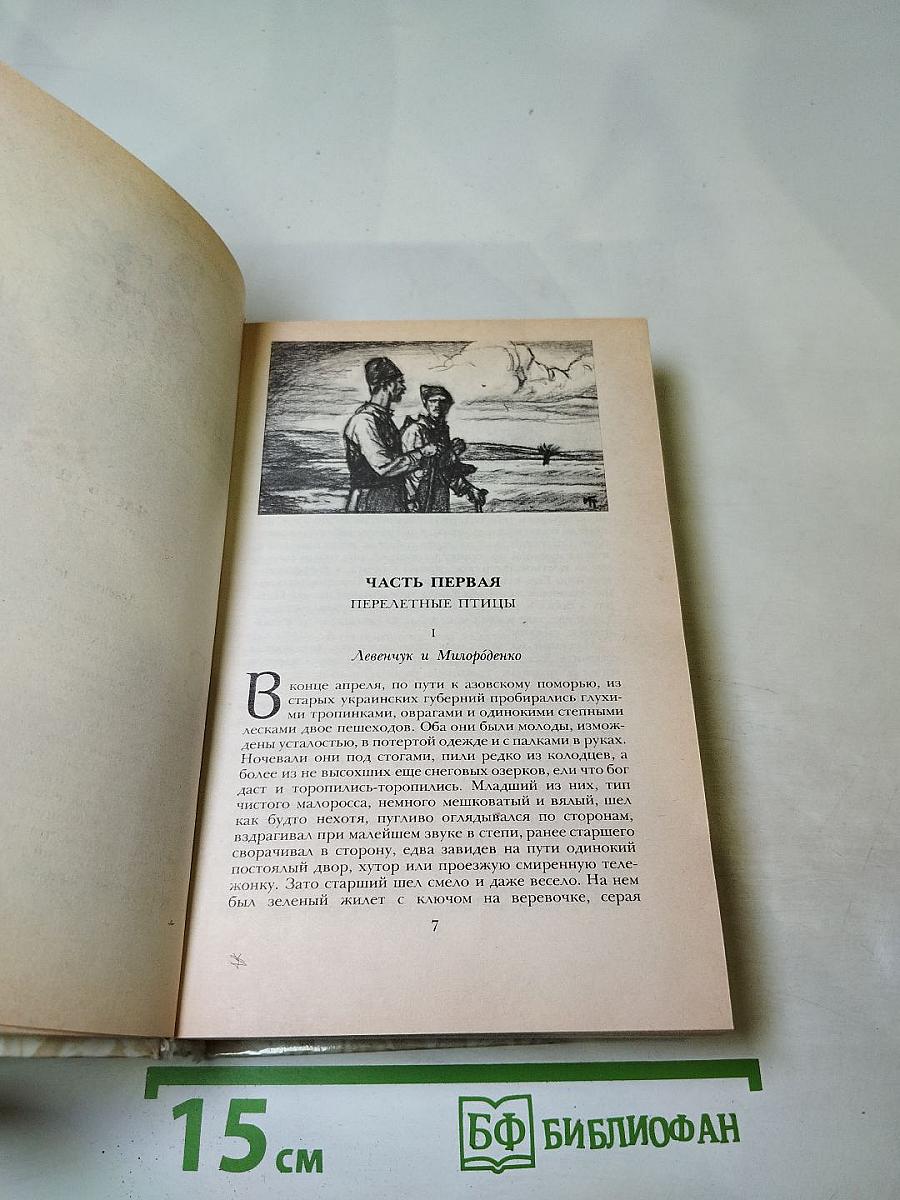 ЧАСТЬ ПЕРВАЯ
ПЕРЕЛЕТНЫЕ ПТИЦЫ
I
Левенчук и Милоро́денко
В конце апреля, по пути к азовскому поморью, из
старых украинских губерний пробирались глухи-
ми тропинками, оврагами и одинокими степными
лесками двое пешеходов. Оба они были молоды, измож-
дены усталостью, в потертой одежде и с палками в руках.
Ночевали они под стогами, пили редко из колодцев, а
более из не высохших еще снеговых озерков, ели что бог
даст и торопились-торопились. Младший из них, тип
чистого малоросса, немного мешковатый и вялый, шел
как будто нехотя, пугливо оглядывался по сторонам,
вздрагивал при малейшем звуке в степи, ранее старшего
сворачивал в сторону, едва завидев на пути одинокий
постоялый двор, хутор или проезжую смиренную теле-
жонку. Зато старший шел смело и даже весело. На нем
был зеленый жилет с ключом на веревочке, серая
7
15 см
БФ БИБЛИОФАН